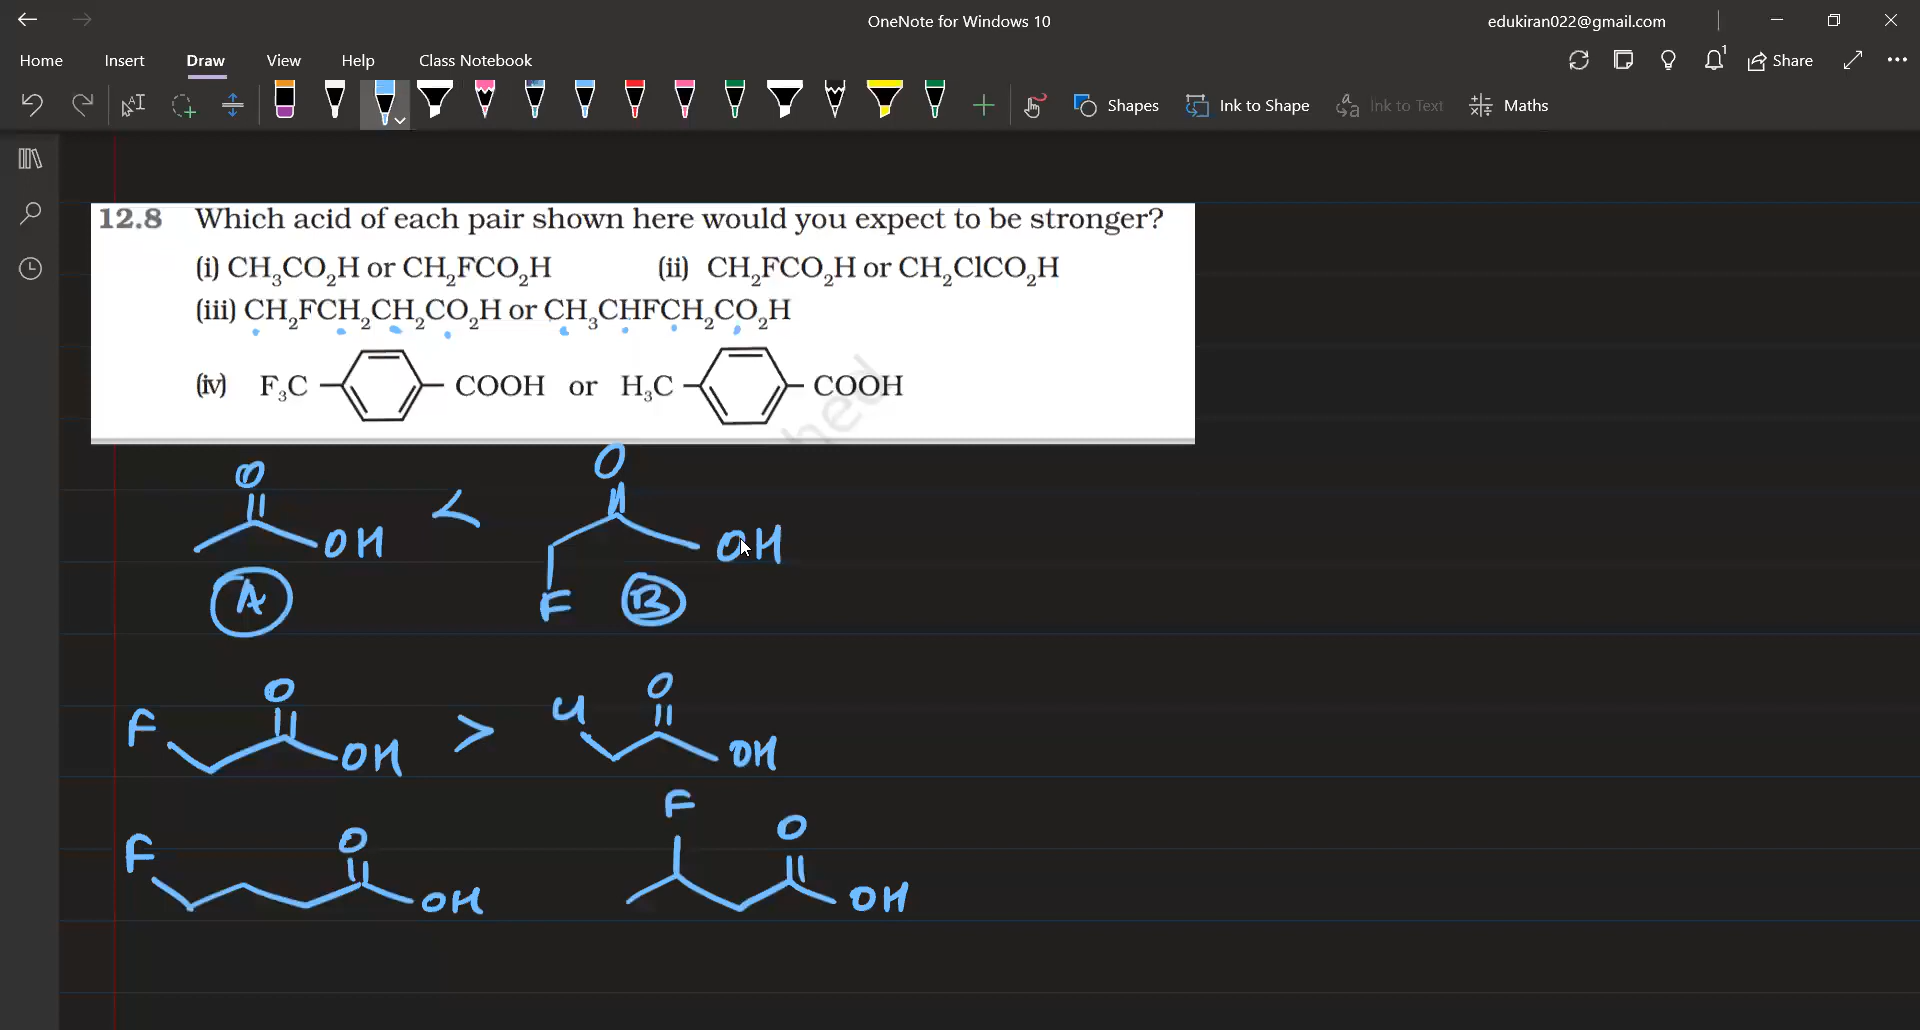 OneNote for Windows 10
edukiran022@gmail.com
Home Insert Draw View Help Class Notebook
1 Share
Shapes Ink to Shape Ink to Text Maths
12.8 Which acid of each pair shown here would you expect to be stronger?
(i) CH₃CO₂H or CH₂FCO₂H (ii) CH₂FCO₂H or CH₂ClCO₂H
(iii) CH₂FCH₂CH₂CO₂H or CH₃CHFCH₂CO₂H
(iv) F₃C COOH or H₃C COOH
hed
O < O
OH OH
A F B
O O
F > Cl
OH OH
F
F O O
OH OH